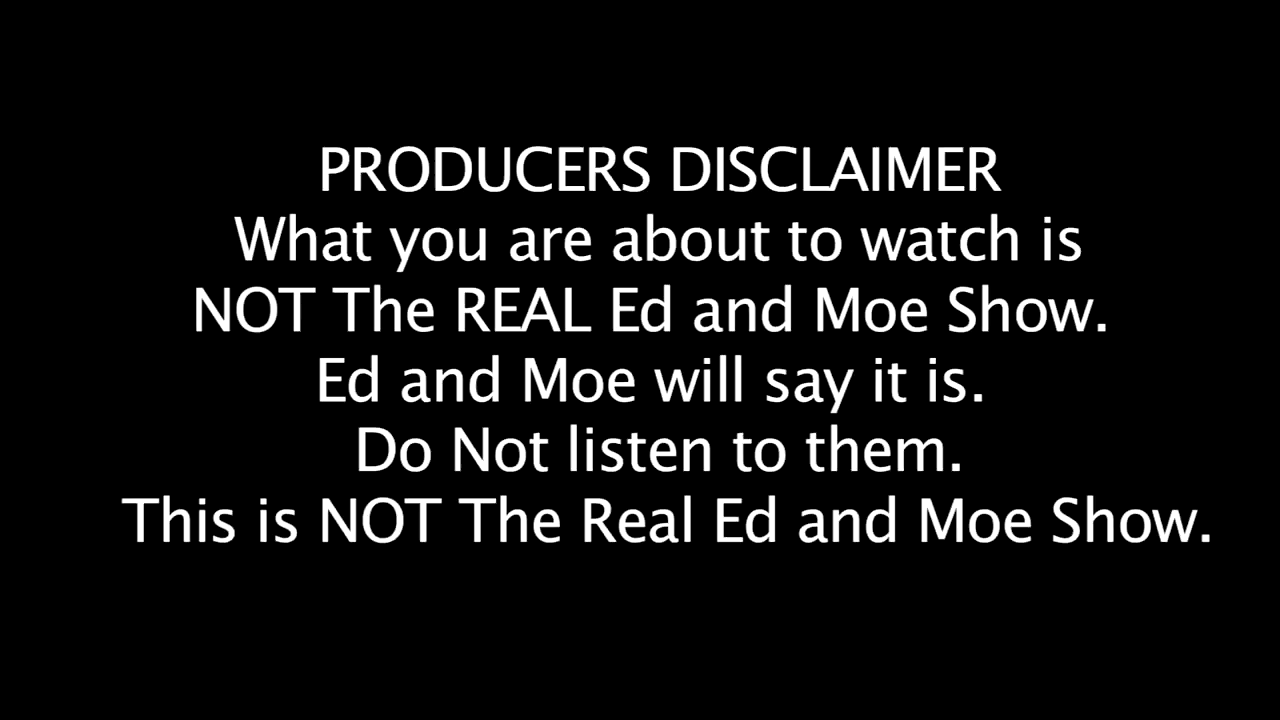 PRODUCERS DISCLAIMER
What you are about to watch is
NOT The REAL Ed and Moe Show.
Ed and Moe will say it is.
Do Not listen to them.
This is NOT The Real Ed and Moe Show.